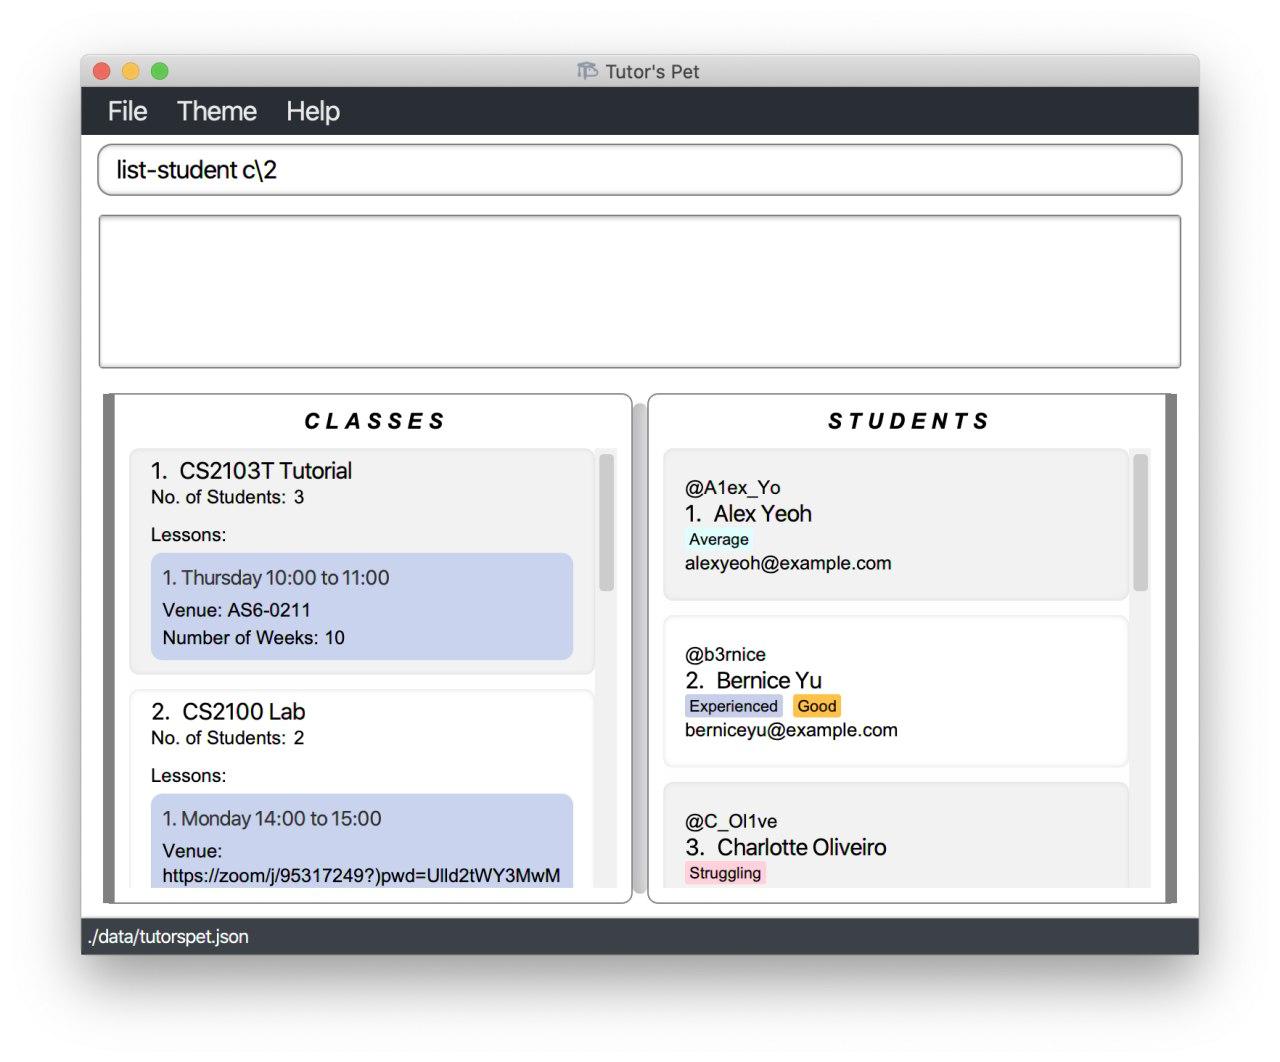 Tutor's Pet
File Theme Help
list-student c\2
CLASSES
1. CS2103T Tutorial
No. of Students: 3
Lessons:
1. Thursday 10:00 to 11:00
Venue: AS6-0211
Number of Weeks: 10
2. CS2100 Lab
No. of Students: 2
Lessons:
1. Monday 14:00 to 15:00
Venue:
https://zoom/j/95317249?)pwd=Ulld2tWY3MwM
STUDENTS
@A1ex_Yo
1. Alex Yeoh
Average
alexyeoh@example.com
@b3rnice
2. Bernice Yu
Experienced Good
berniceyu@example.com
@C_Ol1ve
3. Charlotte Oliveiro
Struggling
./data/tutorspet.json